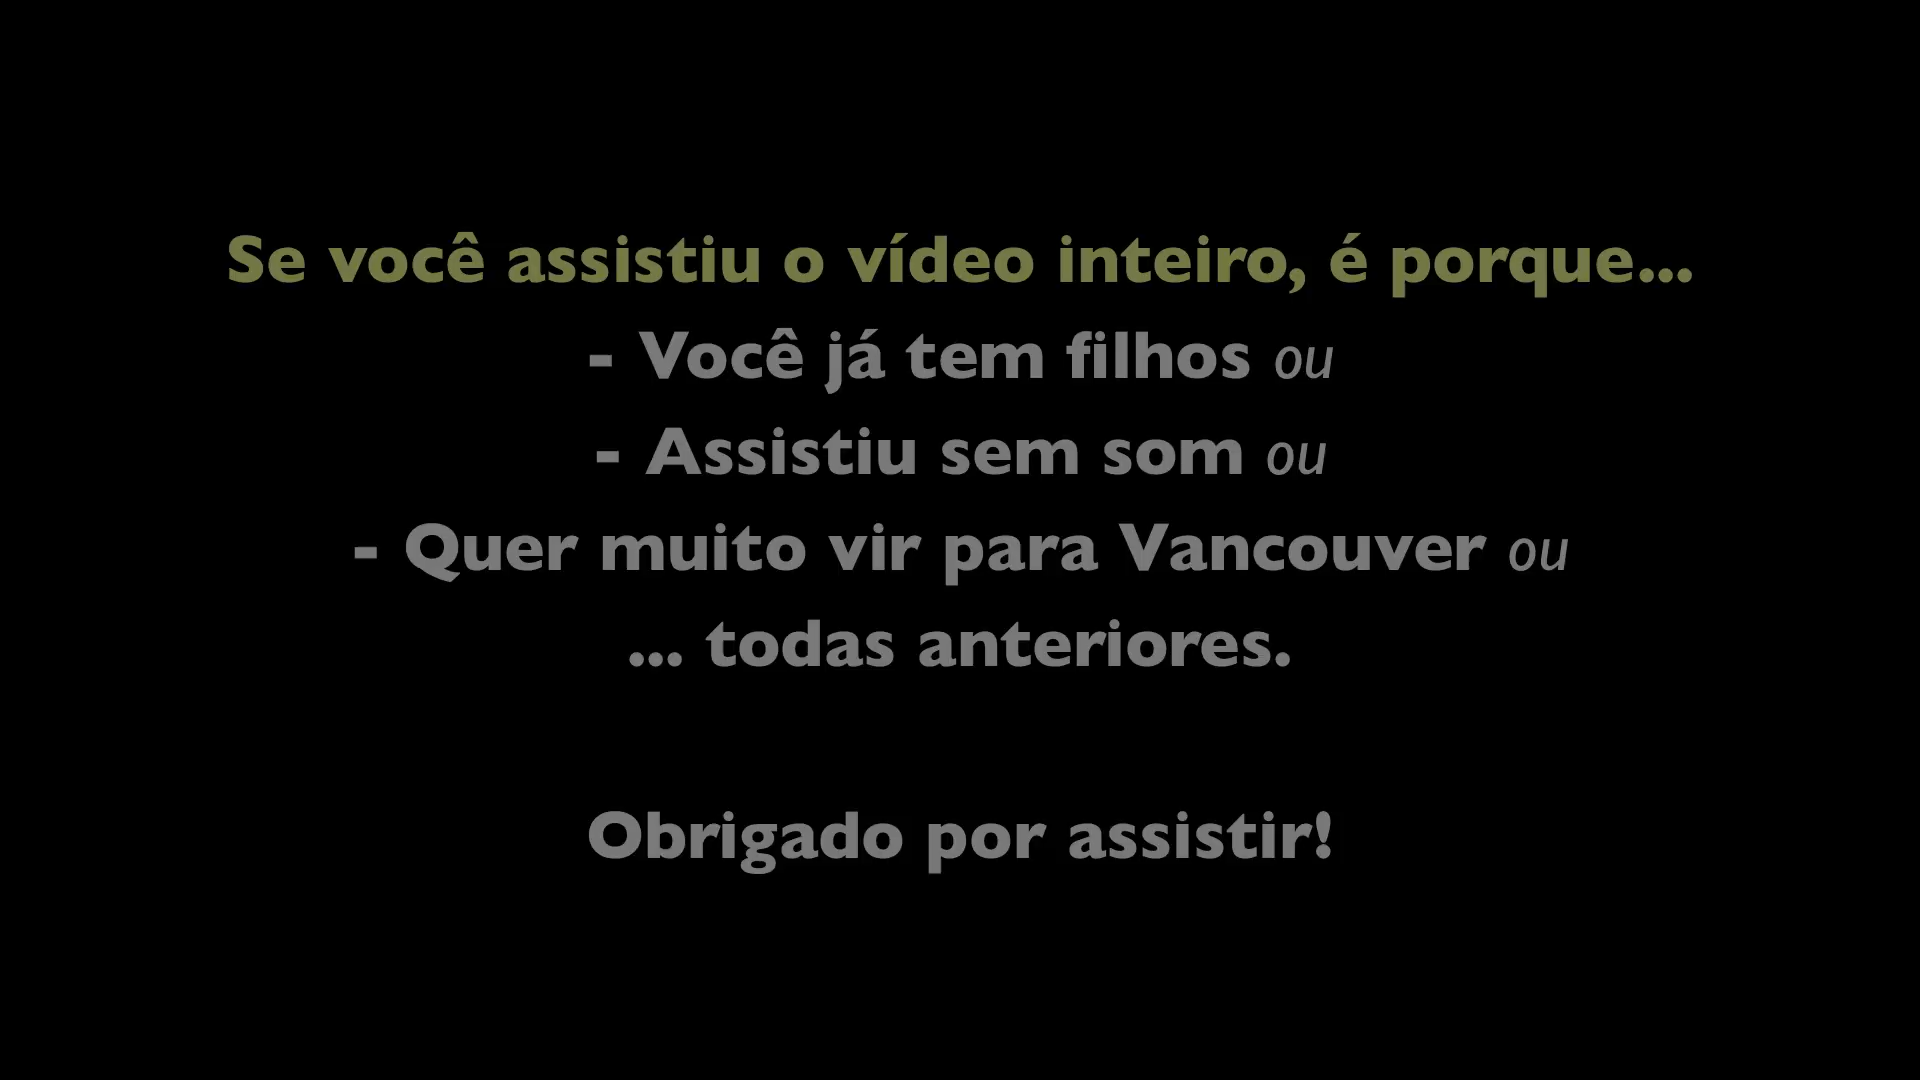 Se você assistiu o vídeo inteiro, é porque...
- Você já tem filhos ou
- Assistiu sem som ou
- Quer muito vir para Vancouver ou
... todas anteriores.
Obrigado por assistir!